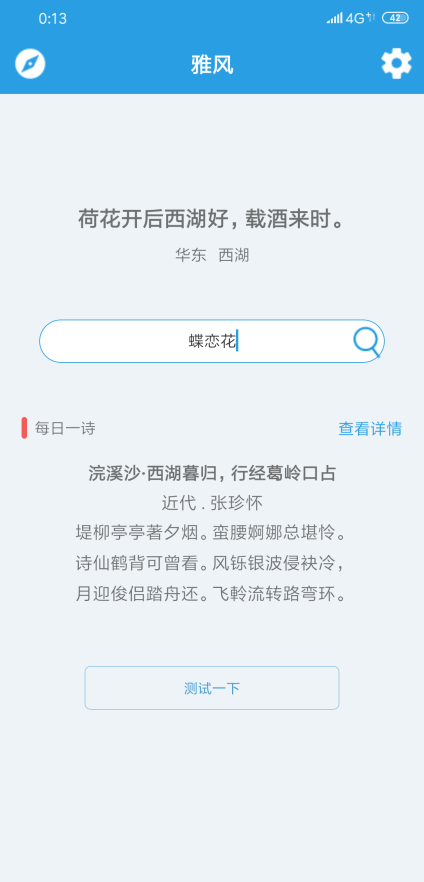 0:13
4G+
42
雅风
荷花开后西湖好，载酒来时。
华东 西湖
蝶恋花
每日一诗
查看详情
浣溪沙·西湖暮归，行经葛岭口占
近代 . 张珍怀
堤柳亭亭著夕烟。蛮腰婀娜总堪怜。
诗仙鹤背可曾看。风铄银波侵袂冷，
月迎俊侣踏舟还。飞軨流转路弯环。
测试一下